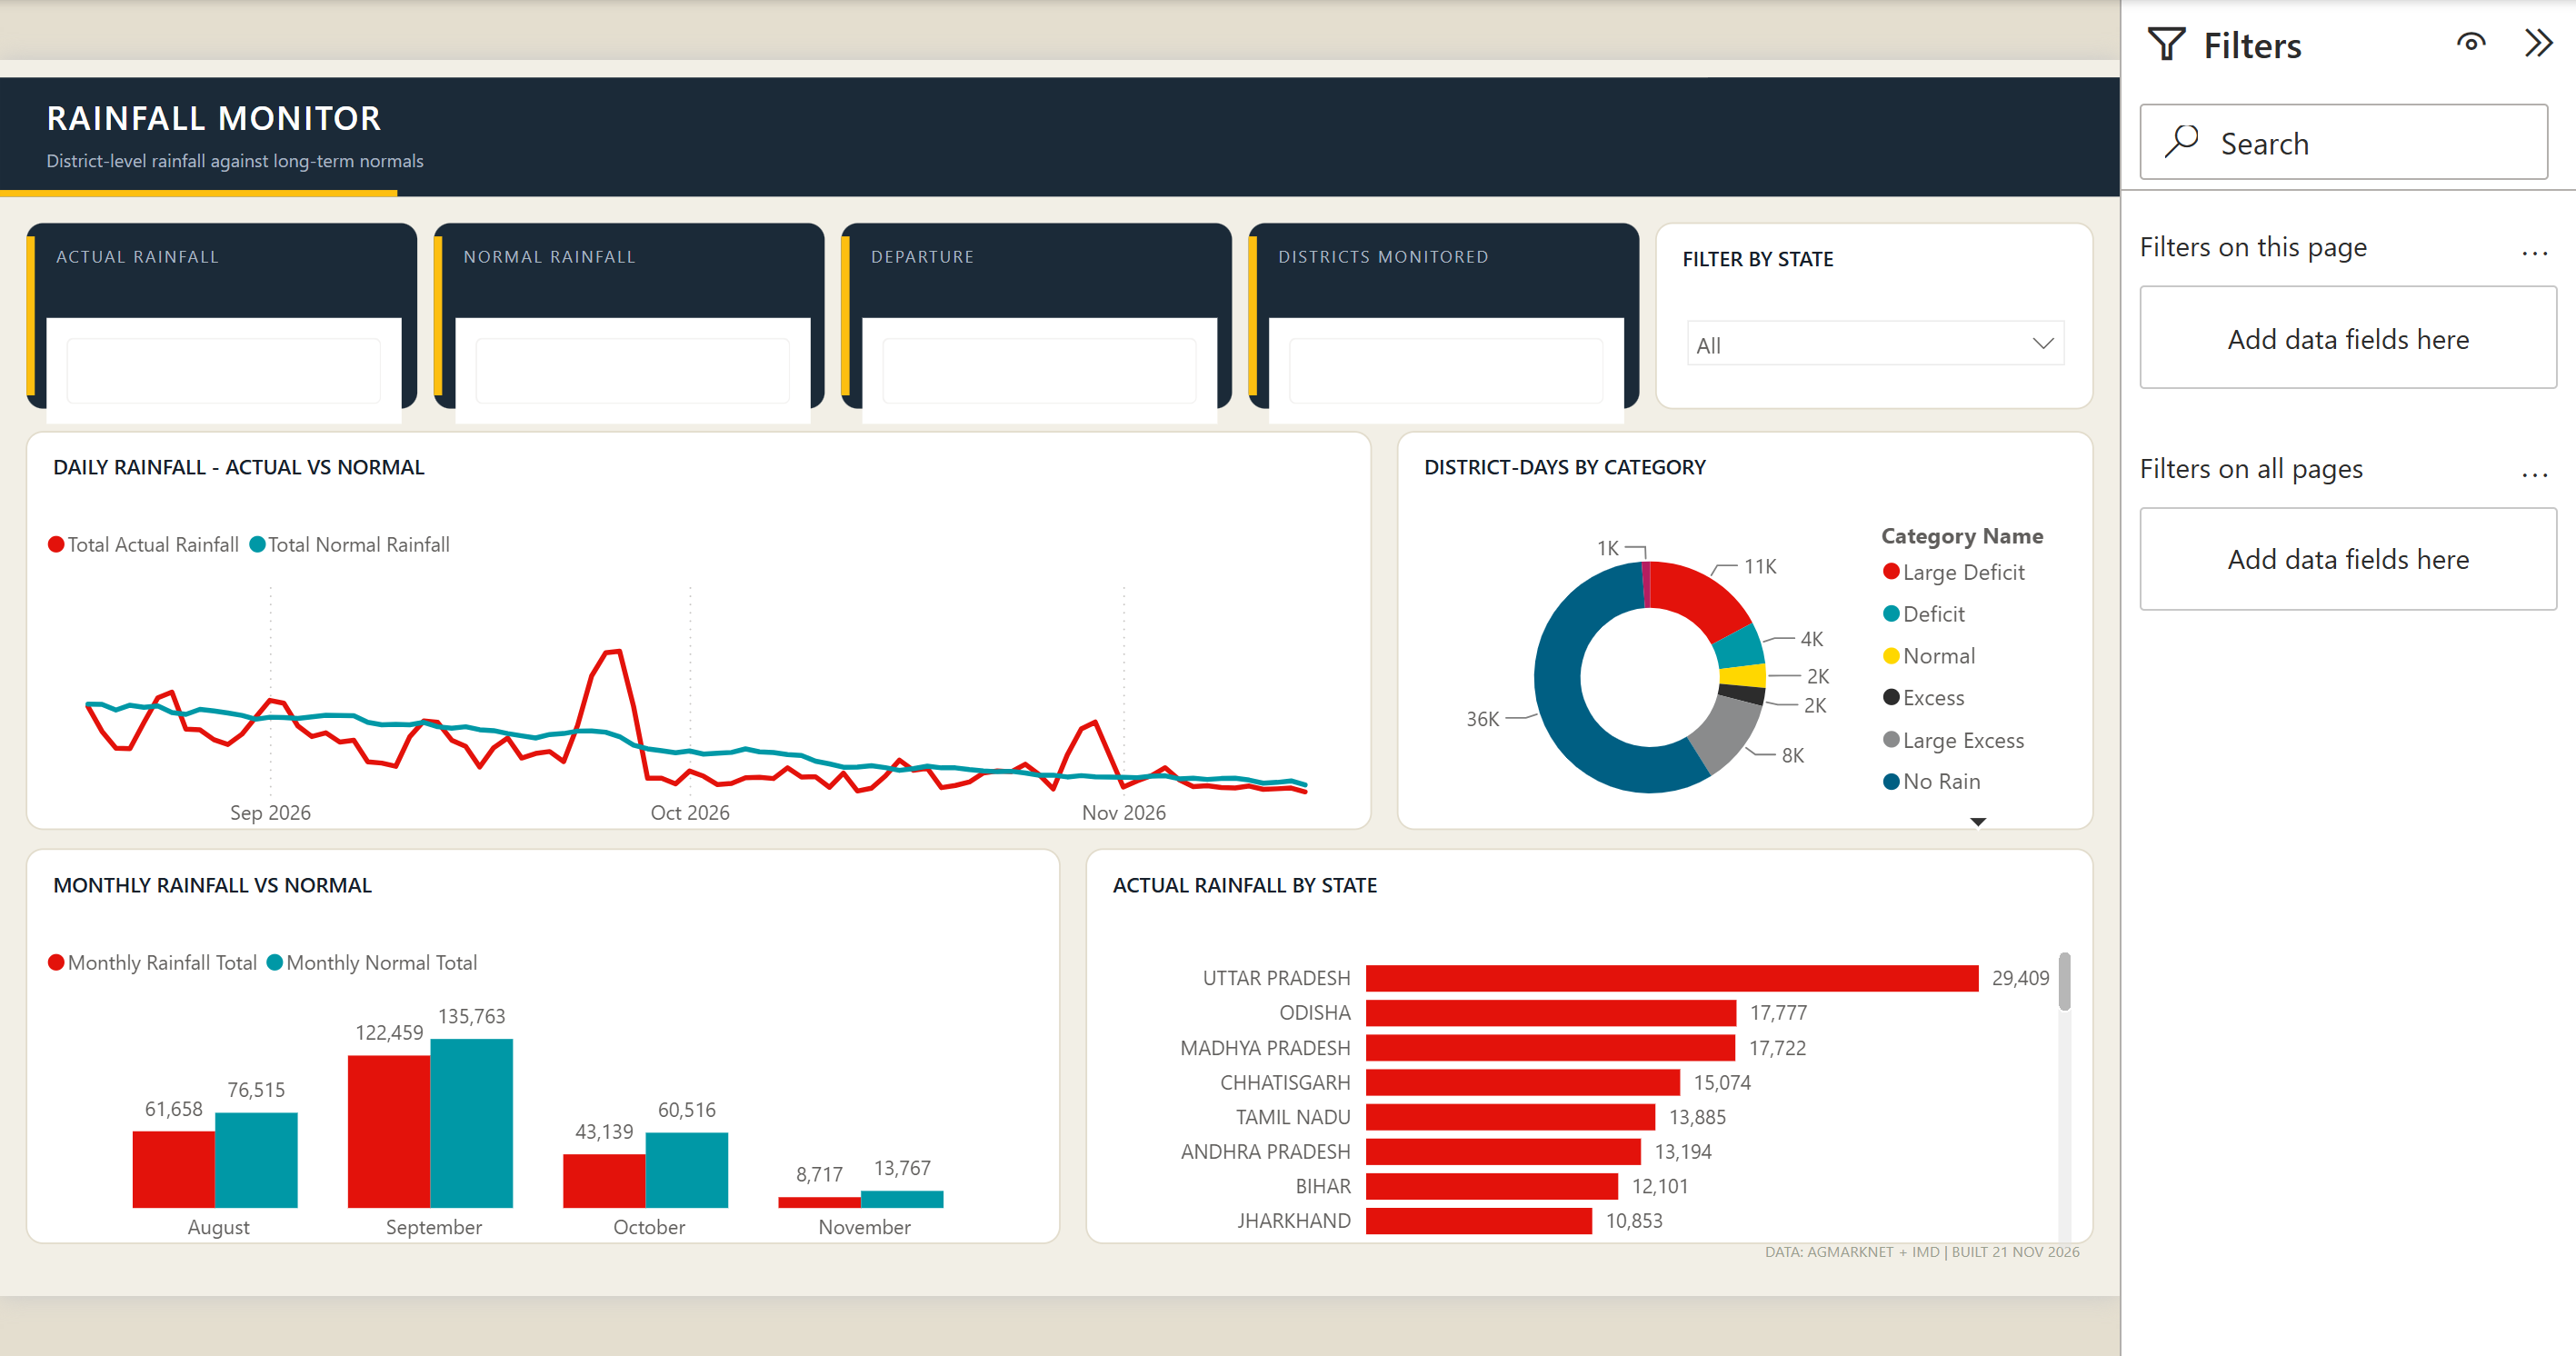 RAINFALL MONITOR
District-level rainfall against long-term normals
ACTUAL RAINFALL
NORMAL RAINFALL
DEPARTURE
DISTRICTS MONITORED
FILTER BY STATE
All
DAILY RAINFALL - ACTUAL VS NORMAL
Total Actual Rainfall Total Normal Rainfall
Sep 2026 Oct 2026 Nov 2026
DISTRICT-DAYS BY CATEGORY
1K
11K
4K
2K
2K
8K
36K
Category Name
Large Deficit
Deficit
Normal
Excess
Large Excess
No Rain
MONTHLY RAINFALL VS NORMAL
Monthly Rainfall Total Monthly Normal Total
61,658 76,515
122,459 135,763
43,139 60,516
8,717 13,767
August September October November
ACTUAL RAINFALL BY STATE
UTTAR PRADESH 29,409
ODISHA 17,777
MADHYA PRADESH 17,722
CHHATISGARH 15,074
TAMIL NADU 13,885
ANDHRA PRADESH 13,194
BIHAR 12,101
JHARKHAND 10,853
DATA: AGMARKNET + IMD | BUILT 21 NOV 2026
Filters
Search
Filters on this page ...
Add data fields here
Filters on all pages ...
Add data fields here